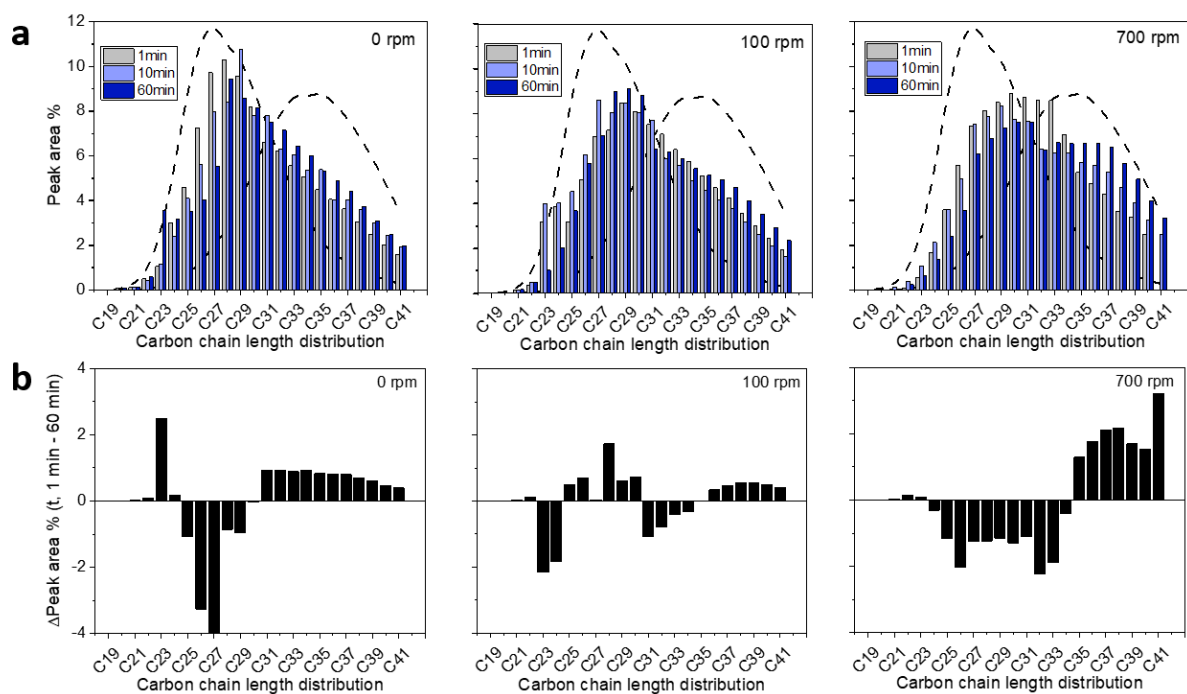 a
0 rpm
100 rpm
700 rpm
1min
10min
60min
1min
10min
60min
1min
10min
60min
Peak area %
12
10
8
6
4
2
0
C19 C21 C23 C25 C27 C29 C31 C33 C35 C37 C39 C41
C19 C21 C23 C25 C27 C29 C31 C33 C35 C37 C39 C41
C19 C21 C23 C25 C27 C29 C31 C33 C35 C37 C39 C41
Carbon chain length distribution
Carbon chain length distribution
Carbon chain length distribution
b
0 rpm
100 rpm
700 rpm
ΔPeak area % (t, 1 min - 60 min)
4
2
0
-2
-4
C19 C21 C23 C25 C27 C29 C31 C33 C35 C37 C39 C41
C19 C21 C23 C25 C27 C29 C31 C33 C35 C37 C39 C41
C19 C21 C23 C25 C27 C29 C31 C33 C35 C37 C39 C41
Carbon chain length distribution
Carbon chain length distribution
Carbon chain length distribution